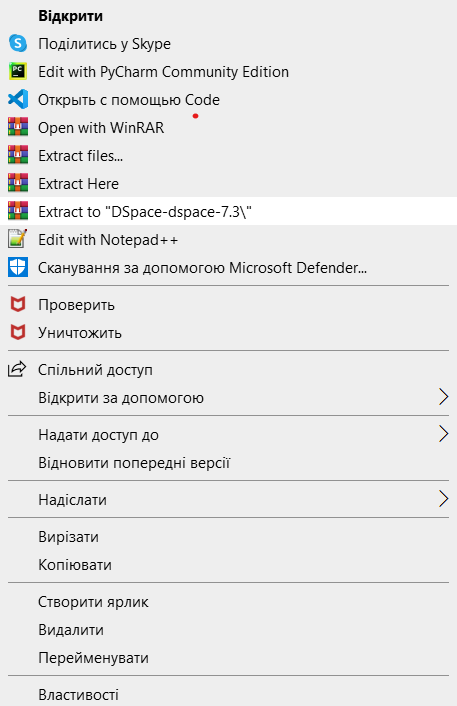 Відкрити
Поділитись у Skype
Edit with PyCharm Community Edition
Открыть с помощью Code
Open with WinRAR
Extract files...
Extract Here
Extract to "DSpace-dspace-7.3\"
Edit with Notepad++
Сканування за допомогою Microsoft Defender...
Проверить
Уничтожить
Спільний доступ
Відкрити за допомогою
Надати доступ до
Відновити попередні версії
Надіслати
Вирізати
Копіювати
Створити ярлик
Видалити
Перейменувати
Властивості